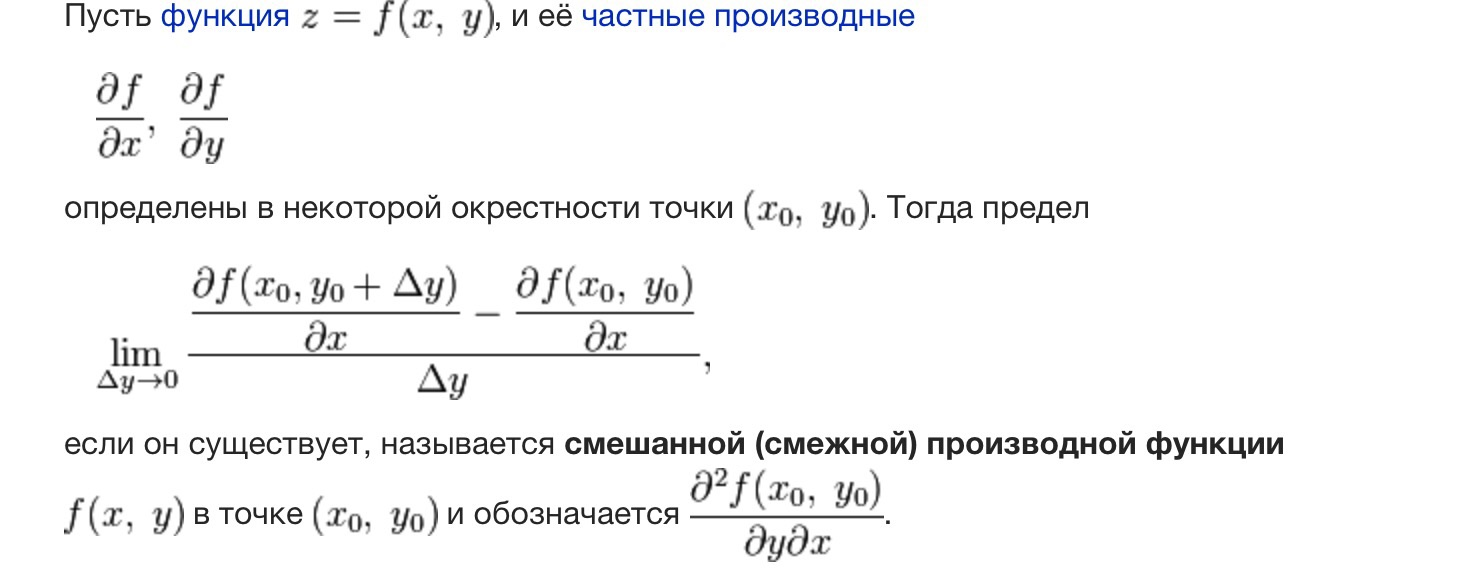 Пусть функция z = f(x, y), и её частные производные
∂f/∂x, ∂f/∂y
определены в некоторой окрестности точки (x₀, y₀). Тогда предел
lim_{Δy→0} (∂f(x₀, y₀ + Δy)/∂x − ∂f(x₀, y₀)/∂x)/Δy,
если он существует, называется смешанной (смежной) производной функции
f(x, y) в точке (x₀, y₀) и обозначается ∂²f(x₀, y₀)/∂y∂x.